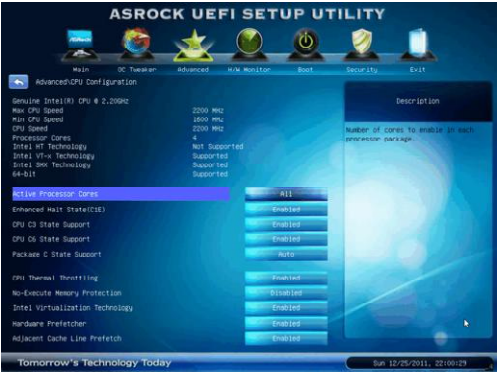 ASROCK UEFI SETUP UTILITY
ASRock
Main OC Tweaker Advanced H/W Monitor Boot Security Exit
Advanced\CPU Configuration
Description
Genuine Intel(R) CPU @ 2.20GHz
Max CPU Speed 2200 MHz
Min CPU Speed 1600 MHz
CPU Speed 2200 MHz
Processor Cores 4
Intel HT Technology Not Supported
Intel VT-x Technology Supported
Intel SMX Technology Supported
64-bit Supported
Number of cores to enable in each
processor package.
Active Processor Cores All
Enhanced Halt State(C1E) Enabled
CPU C3 State Support Enabled
CPU C6 State Support Enabled
Package C State Support Auto
CPU Thermal Throttling Enabled
No-Execute Memory Protection Disabled
Intel Virtualization Technology Enabled
Hardware Prefetcher Enabled
Adjacent Cache Line Prefetch Enabled
Tomorrow's Technology Today
Sun 12/25/2011, 22:00:29